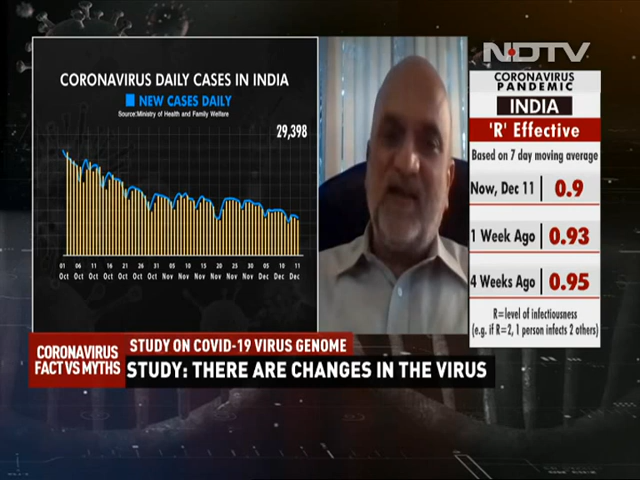 CORONAVIRUS DAILY CASES IN INDIA
NEW CASES DAILY
Source:Ministry of Health and Family Welfare
29,398
01 06 11 16 21 26 31 05 10 15 20 25 30 05 10 11
Oct Oct Oct Oct Oct Oct Oct Nov Nov Nov Nov Nov Nov Dec Dec Dec
NDTV
CORONAVIRUS
PANDEMIC
INDIA
'R' Effective
Based on 7 day moving average
Now, Dec 11 0.9
1 Week Ago 0.93
4 Weeks Ago 0.95
R=level of infectiousness
(e.g. if R=2, 1 person infects 2 others)
CORONAVIRUS
FACT VS MYTHS
STUDY ON COVID-19 VIRUS GENOME
STUDY: THERE ARE CHANGES IN THE VIRUS